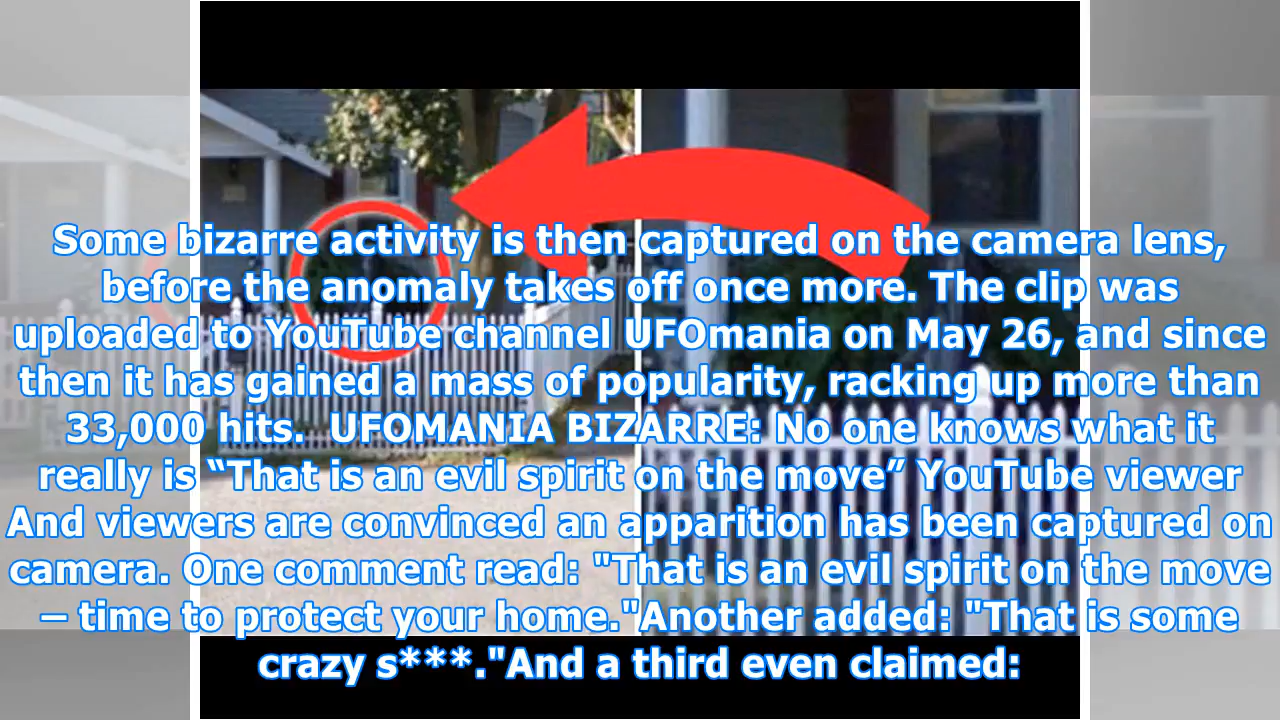 Some bizarre activity is then captured on the camera lens,
before the anomaly takes off once more. The clip was
uploaded to YouTube channel UFOmania on May 26, and since
then it has gained a mass of popularity, racking up more than
33,000 hits.  UFOMANIA BIZARRE: No one knows what it
really is “That is an evil spirit on the move” YouTube viewer
And viewers are convinced an apparition has been captured on
camera. One comment read: "That is an evil spirit on the move
– time to protect your home."Another added: "That is some
crazy s***."And a third even claimed: